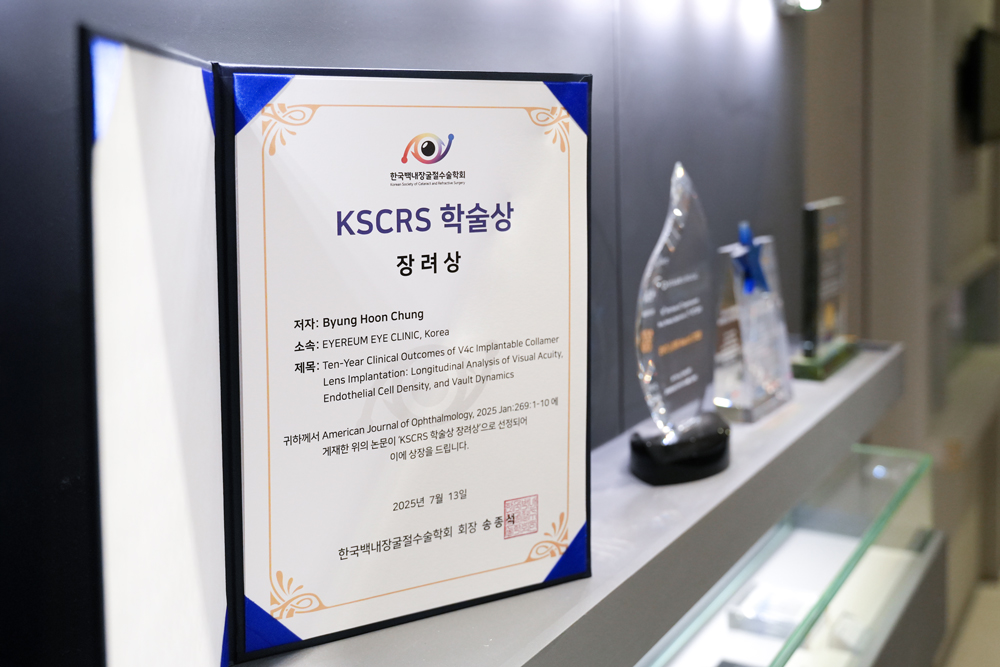 한국백내장굴절수술학회
Korean Society of Cataract and Refractive Surgery
KSCRS 학술상
장려상
저자: Byung Hoon Chung
소속: EYEREUM EYE CLINIC, Korea
제목: Ten-Year Clinical Outcomes of V4c Implantable Collamer
Lens Implantation: Longitudinal Analysis of Visual Acuity,
Endothelial Cell Density, and Vault Dynamics
귀하께서 American Journal of Ophthalmology, 2025 Jan:269:1-10 에
게재한 위의 논문이 'KSCRS 학술상 장려상'으로 선정되어
이에 상장을 드립니다.
2025년 7월 13일
한국백내장굴절수술학회 회장 송종석